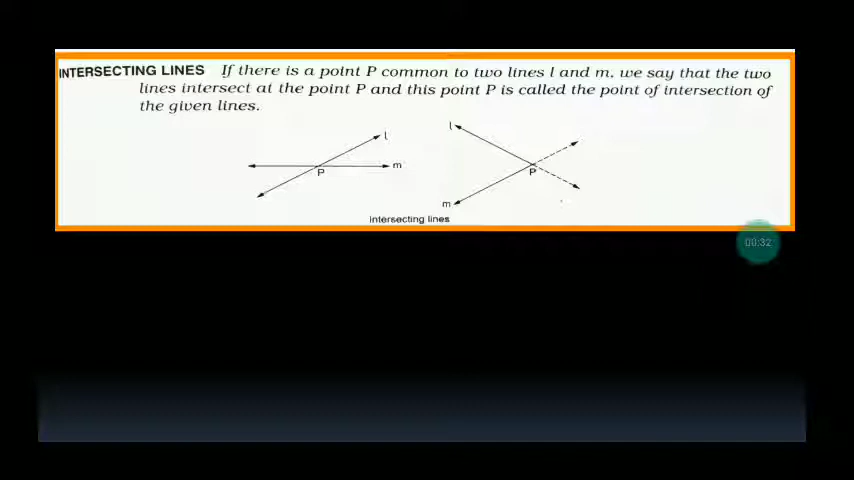 INTERSECTING LINES If there is a point P common to two lines l and m, we say that the two
lines intersect at the point P and this point P is called the point of intersection of
the given lines.
l
m
P
l
P
m
Intersecting lines
00:32